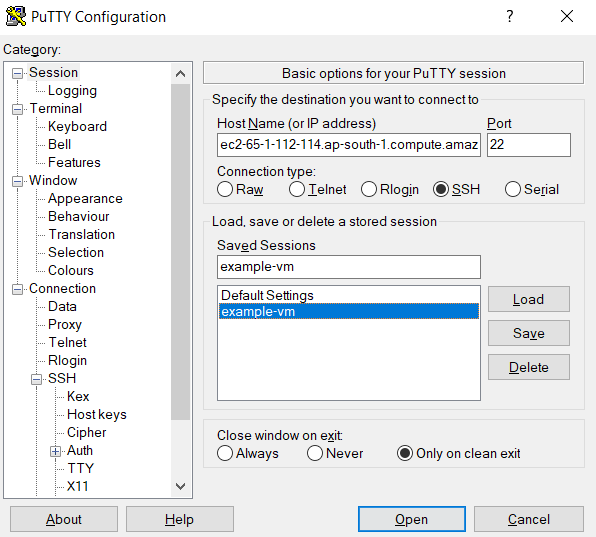 PuTTY Configuration
?
Category:
Session
Logging
Terminal
Keyboard
Bell
Features
Window
Appearance
Behaviour
Translation
Selection
Colours
Connection
Data
Proxy
Telnet
Rlogin
SSH
Kex
Host keys
Cipher
Auth
TTY
X11
Basic options for your PuTTY session
Specify the destination you want to connect to
Host Name (or IP address) Port
ec2-65-1-112-114.ap-south-1.compute.amaz 22
Connection type:
Raw Telnet Rlogin SSH Serial
Load, save or delete a stored session
Saved Sessions
example-vm
Default Settings
example-vm
Load
Save
Delete
Close window on exit:
Always Never Only on clean exit
About Help Open Cancel